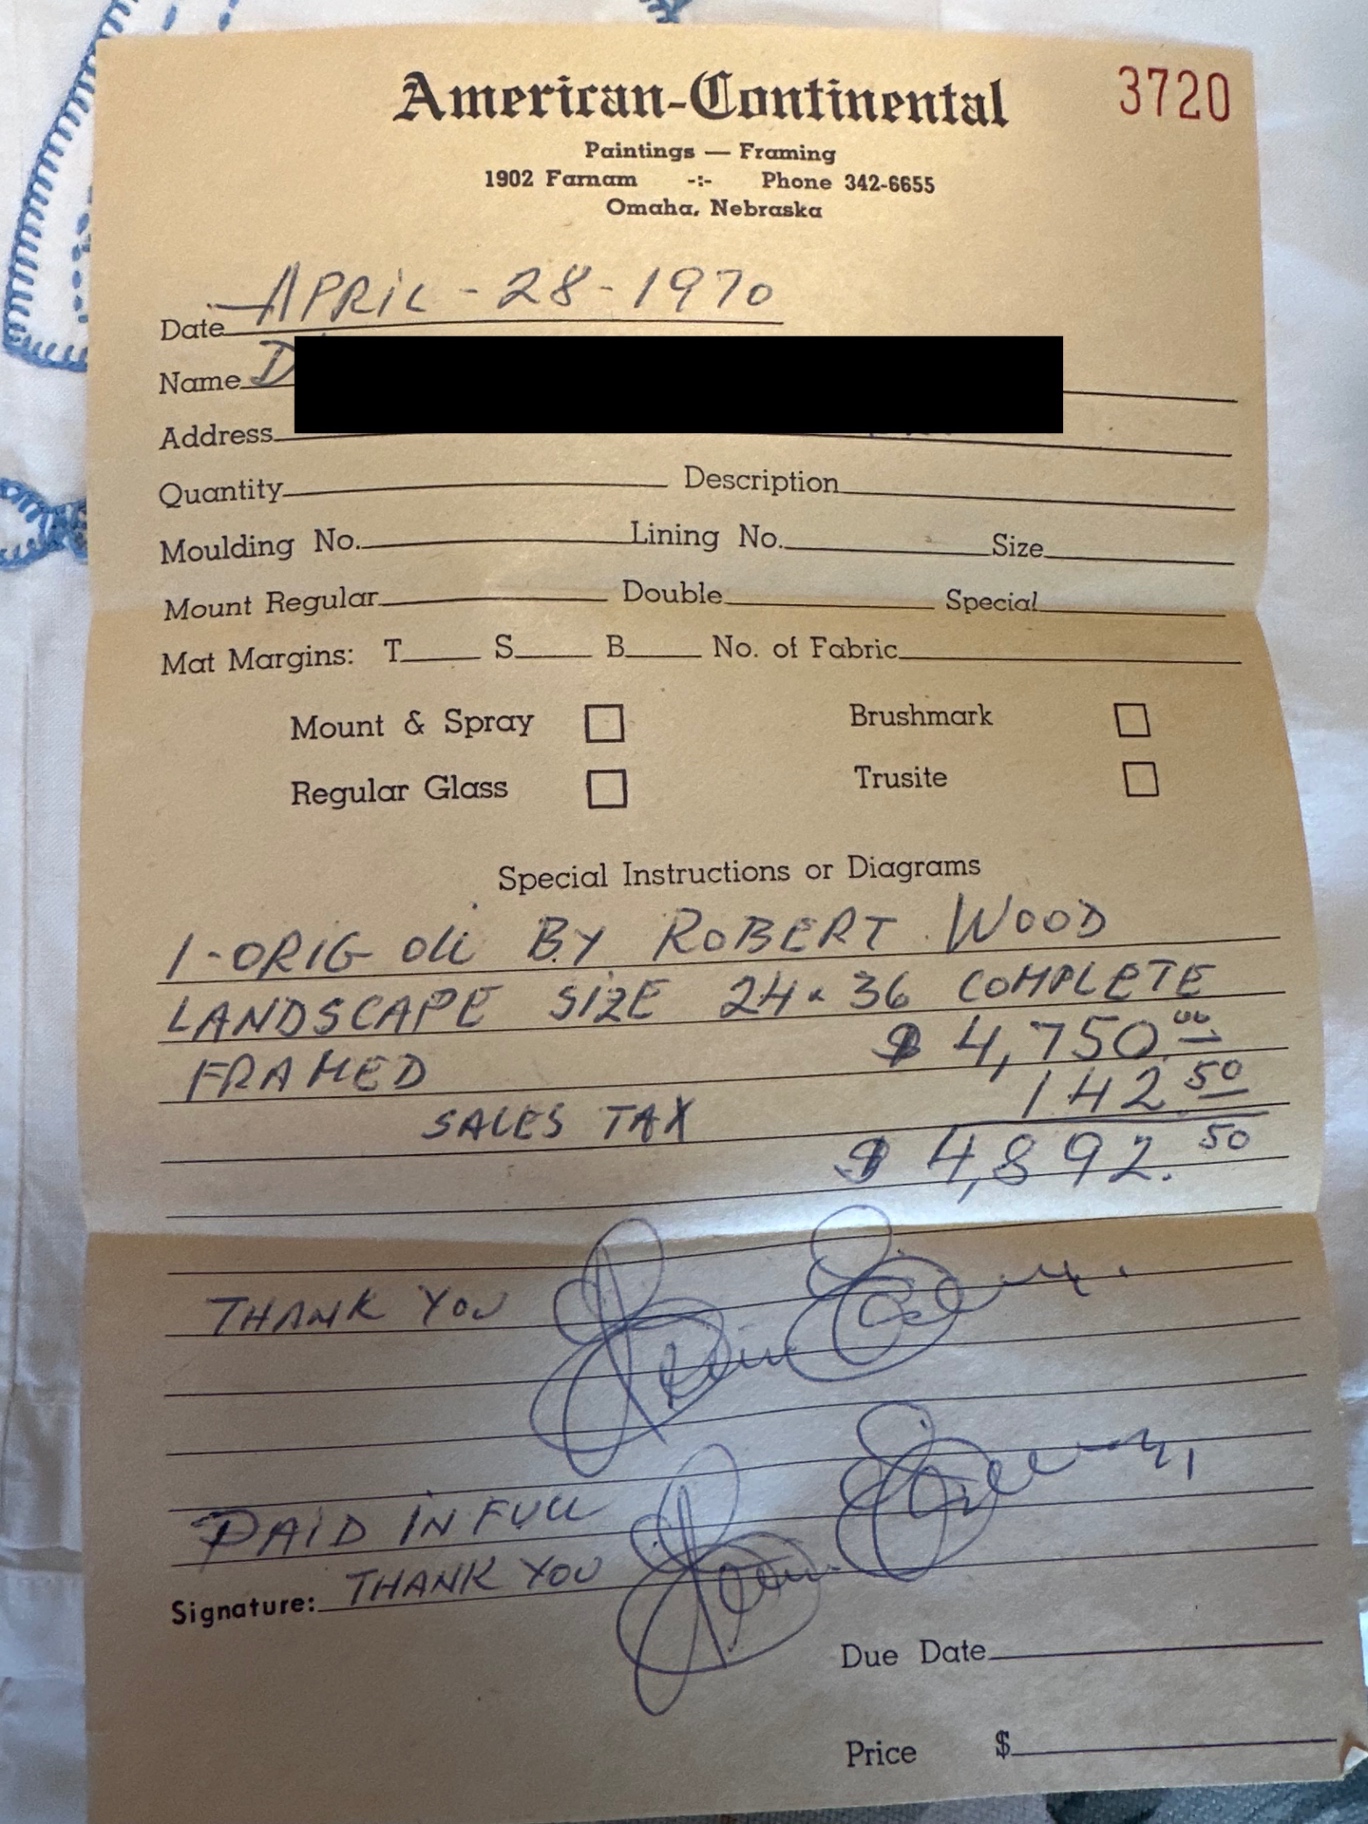 American-Continental 3720
Paintings — Framing
1902 Farnam -:- Phone 342-6655
Omaha, Nebraska
Date APRIL - 28 - 1970
Name D
Address
Quantity Description
Moulding No. Lining No. Size
Mount Regular Double Special
Mat Margins: T S B No. of Fabric
Mount & Spray Brushmark
Regular Glass Trusite
Special Instructions or Diagrams
1-ORIG OIL BY ROBERT WOOD
LANDSCAPE SIZE 24 x 36 COMPLETE
FRAMED $ 4,750.00
SALES TAX 142.50
$ 4,892.50
THANK YOU
PAID IN FULL
Signature: THANK YOU
Due Date
Price $